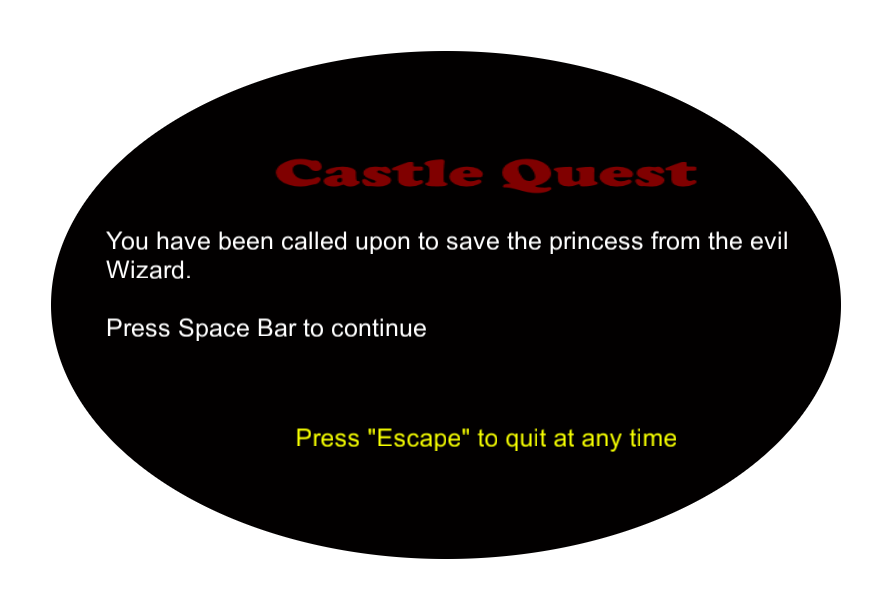 Castle Quest
You have been called upon to save the princess from the evil
Wizard.
Press Space Bar to continue
Press "Escape" to quit at any time